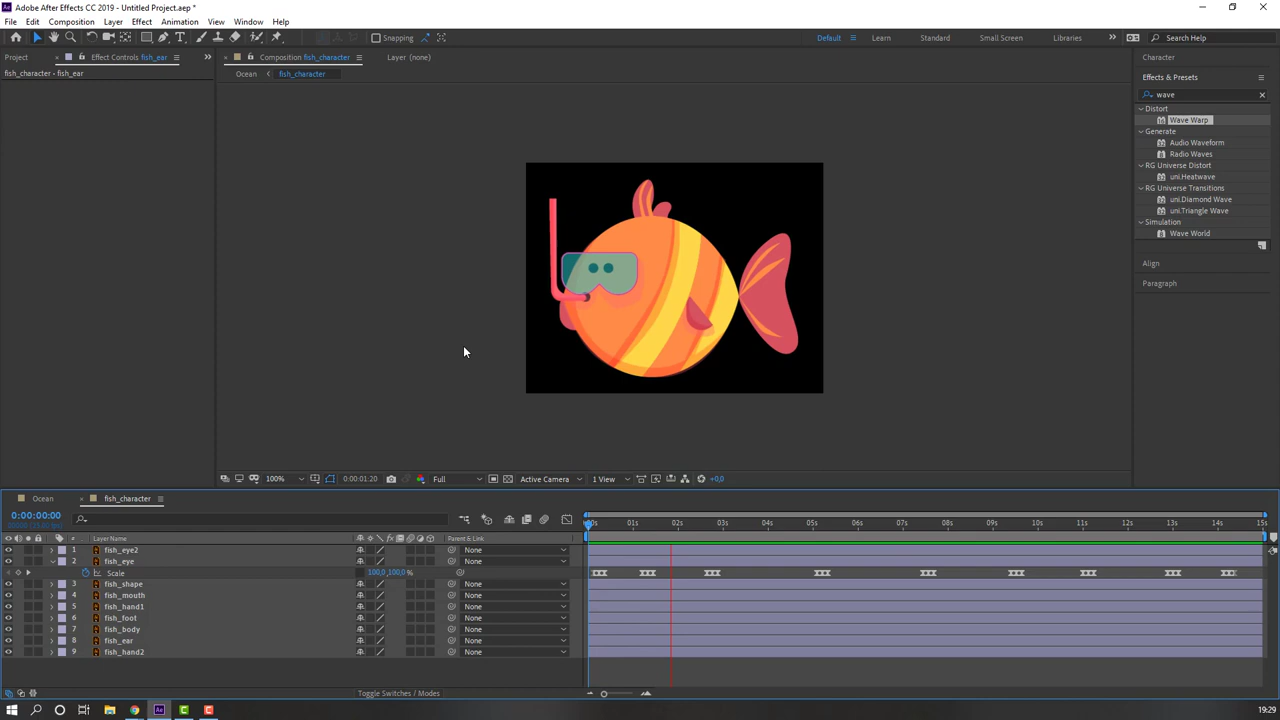 Adobe After Effects CC 2019 - Untitled Project.aep *
File Edit Composition Layer Effect Animation View Window Help
Snapping Default Learn Standard Small Screen Libraries Search Help
Project Effect Controls fish_ear Composition fish_character Layer (none) Character
fish_character • fish_ear Ocean fish_character Effects & Presets
wave
Distort
Wave Warp
Generate
Audio Waveform
Radio Waves
RG Universe Distort
uni.Heatwave
RG Universe Transitions
uni.Diamond Wave
uni.Triangle Wave
Simulation
Wave World
Align
Paragraph
100% 0:00:01:20 Full Active Camera 1 View +0,0
Ocean fish_character
0:00:00:00
# Layer Name Parent & Link 01s 02s 03s 04s 05s 06s 07s 08s 09s 10s 11s 12s 13s 14s 15s
1 fish_eye2 None
2 fish_eye None
Scale 100,0,100,0 %
3 fish_shape None
4 fish_mouth None
5 fish_hand1 None
6 fish_foot None
7 fish_body None
8 fish_ear None
9 fish_hand2 None
Toggle Switches / Modes
19:29